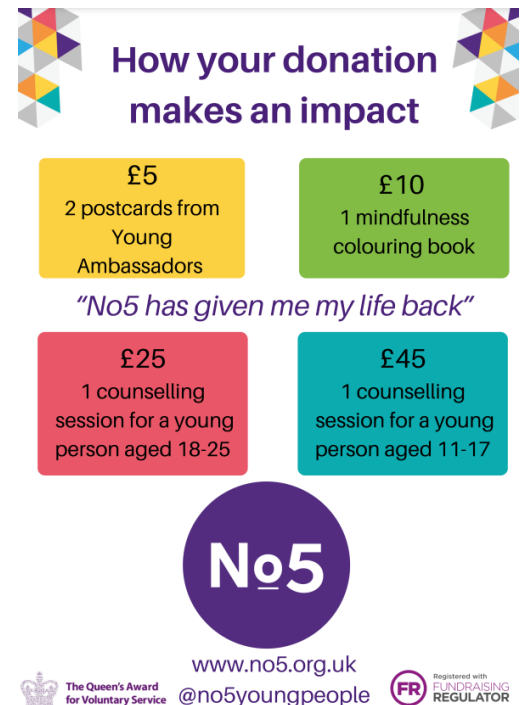 How your donation
makes an impact
£5
2 postcards from
Young
Ambassadors
£10
1 mindfulness
colouring book
“No5 has given me my life back”
£25
1 counselling
session for a young
person aged 18-25
£45
1 counselling
session for a young
person aged 11-17
No5
www.no5.org.uk
@no5youngpeople
The Queen's Award
for Voluntary Service
FR
Registered with
FUNDRAISING
REGULATOR